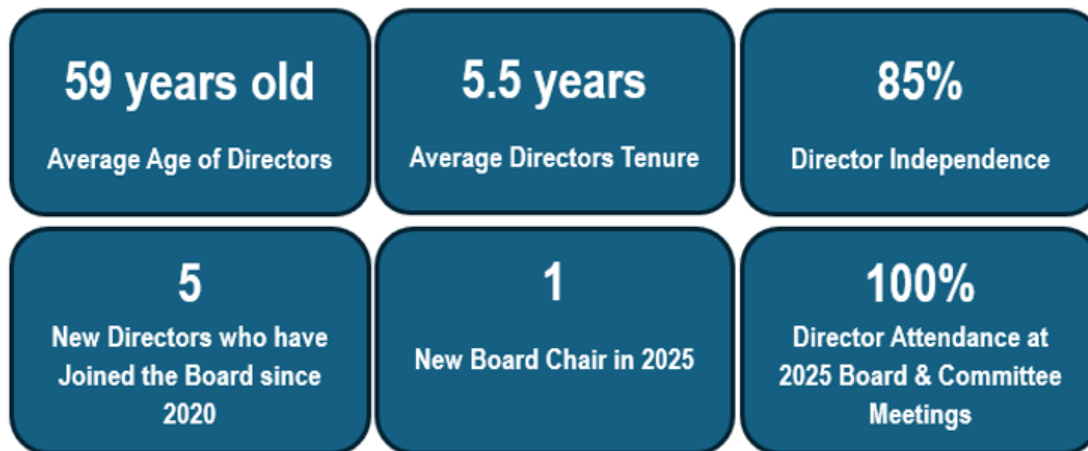 59 years old
Average Age of Directors
5.5 years
Average Directors Tenure
85%
Director Independence
5
New Directors who have
Joined the Board since
2020
1
New Board Chair in 2025
100%
Director Attendance at
2025 Board & Committee
Meetings